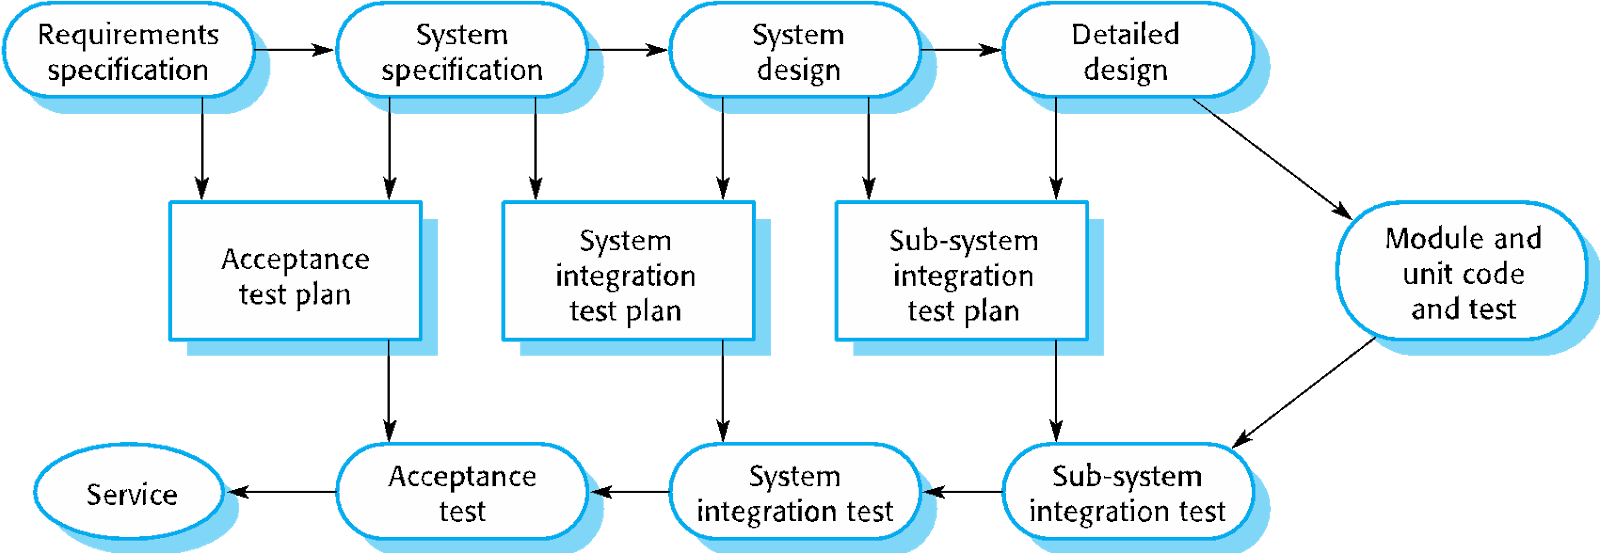 Requirements
specification
System
specification
System
design
Detailed
design
Acceptance
test plan
System
integration
test plan
Sub-system
integration
test plan
Module and
unit code
and test
Service
Acceptance
test
System
integration test
Sub-system
integration test